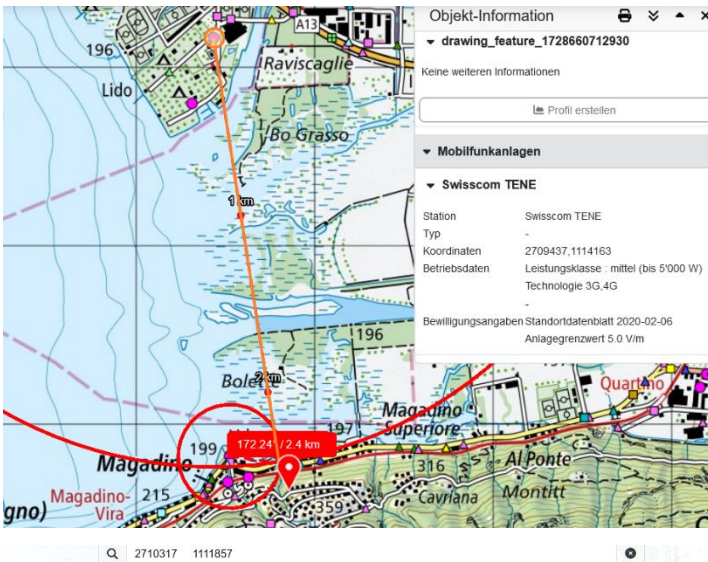 Objekt-Information
drawing_feature_1728660712930
Keine weiteren Informationen
Profil erstellen
Mobilfunkanlagen
Swisscom TENE
Station Swisscom TENE
Typ -
Koordinaten 2709437,1114163
Betriebsdaten Leistungsklasse : mittel (bis 5'000 W)
Technologie 3G,4G
-
Bewilligungsangaben Standortdatenblatt 2020-02-06
Anlagegrenzwert 5.0 V/m
196
A13
Raviscaglie
Lido
Bo Grasso
1 km
196
Bolette
2 km
Quartino
Magadino
Superiore
197
199
172.24° / 2.4 km
Magadino
316
Al Ponte
Magadino-
Vira
215
359
Cavriana
Montitt
gno)
2710317 1111857